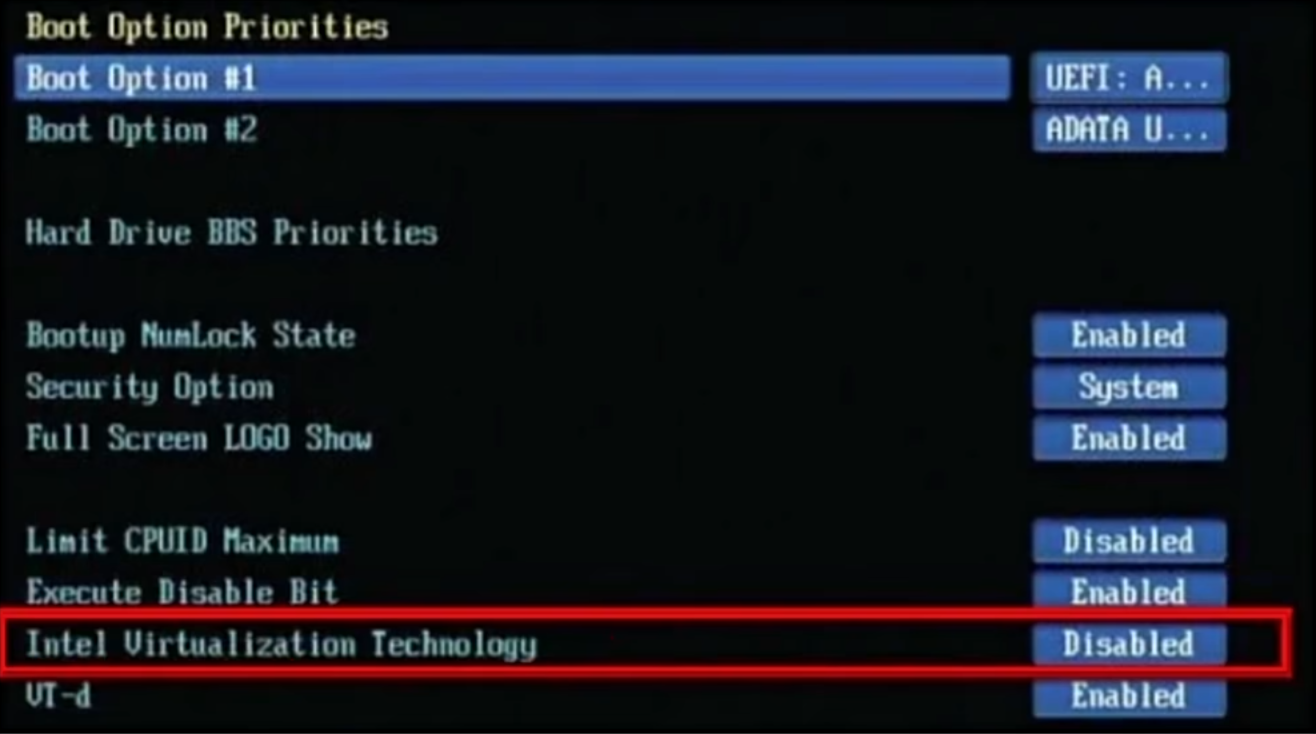 Boot Option Priorities
Boot Option #1 UEFI: A...
Boot Option #2 ADATA U...
Hard Drive BBS Priorities
Bootup NumLock State Enabled
Security Option System
Full Screen LOGO Show Enabled
Limit CPUID Maximum Disabled
Execute Disable Bit Enabled
Intel Virtualization Technology Disabled
VT-d Enabled